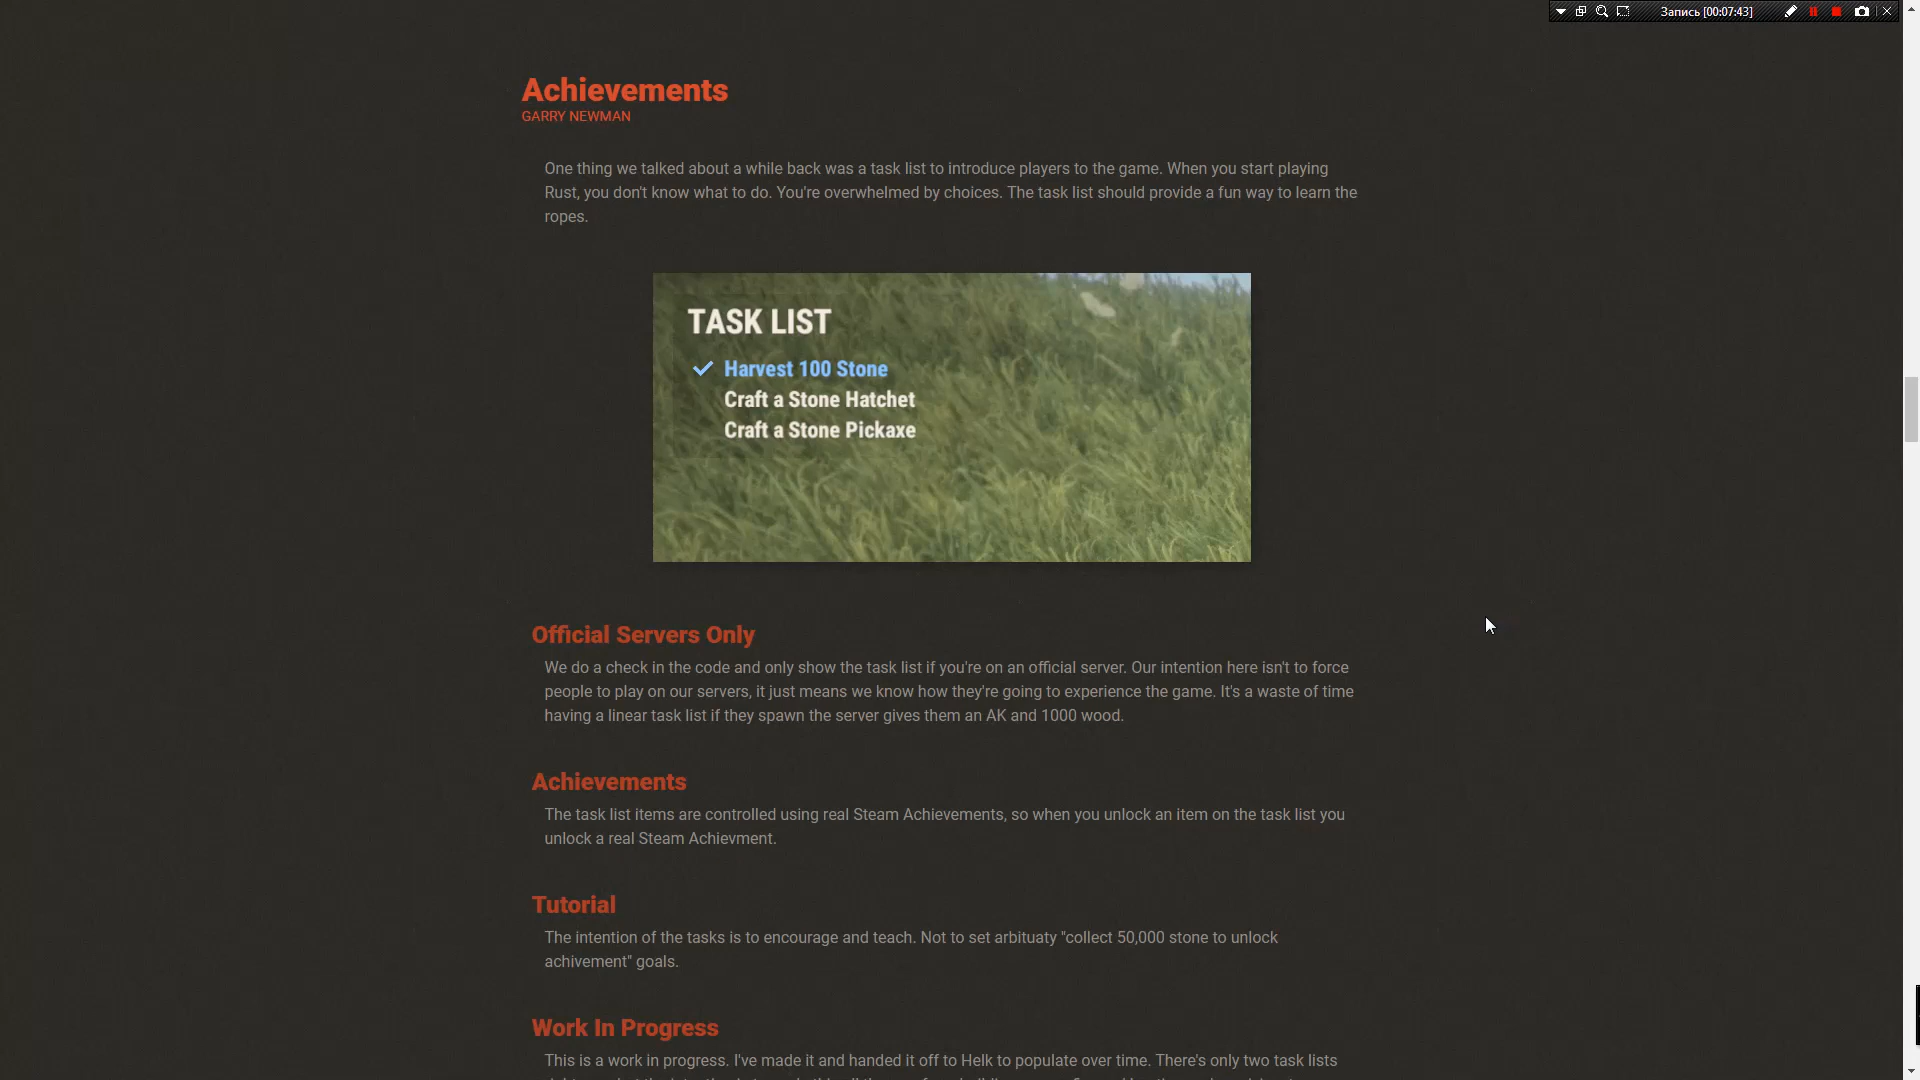 Запись [00:07:43]
Achievements
GARRY NEWMAN
One thing we talked about a while back was a task list to introduce players to the game. When you start playing
Rust, you don't know what to do. You're overwhelmed by choices. The task list should provide a fun way to learn the
ropes.
TASK LIST
Harvest 100 Stone
Craft a Stone Hatchet
Craft a Stone Pickaxe
Official Servers Only
We do a check in the code and only show the task list if you're on an official server. Our intention here isn't to force
people to play on our servers, it just means we know how they're going to experience the game. It's a waste of time
having a linear task list if they spawn the server gives them an AK and 1000 wood.
Achievements
The task list items are controlled using real Steam Achievements, so when you unlock an item on the task list you
unlock a real Steam Achievment.
Tutorial
The intention of the tasks is to encourage and teach. Not to set arbituaty "collect 50,000 stone to unlock
achivement" goals.
Work In Progress
This is a work in progress. I've made it and handed it off to Helk to populate over time. There's only two task lists